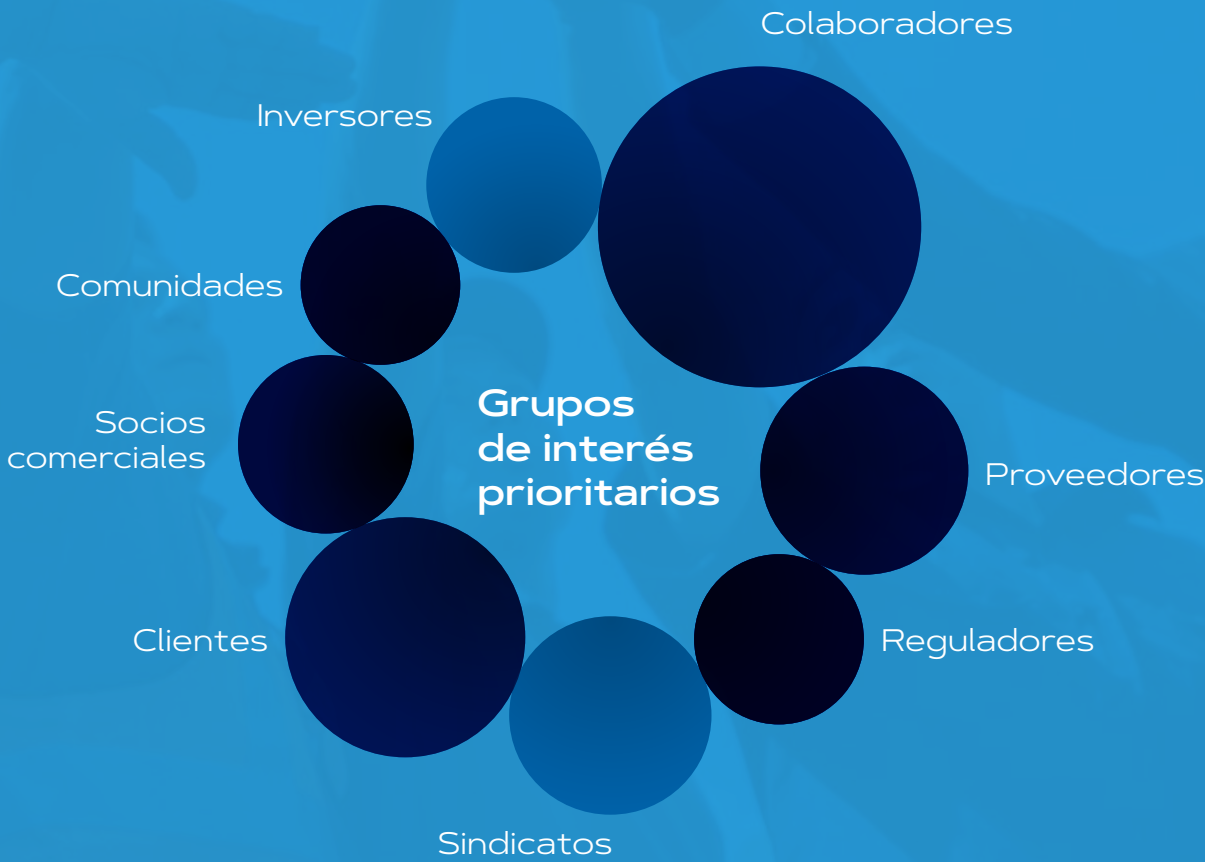 Colaboradores
Inversores
Comunidades
Socios
comerciales
Grupos
de interés
prioritarios
Proveedores
Clientes
Reguladores
Sindicatos